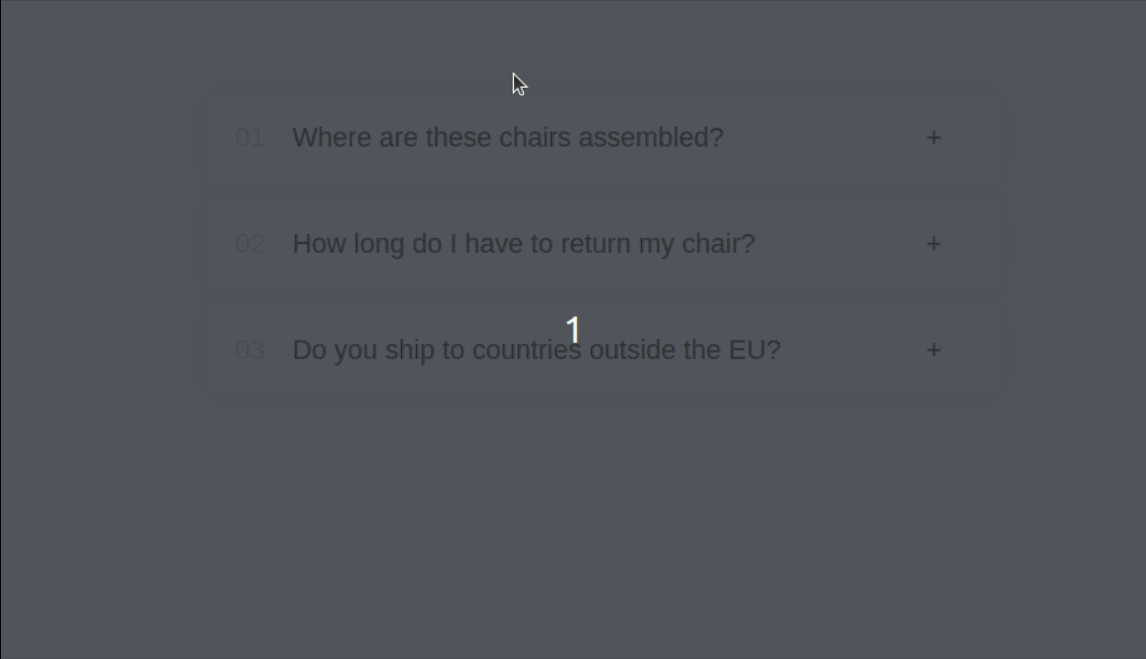 01 Where are these chairs assembled? +
02 How long do I have to return my chair? +
1
03 Do you ship to countries outside the EU? +